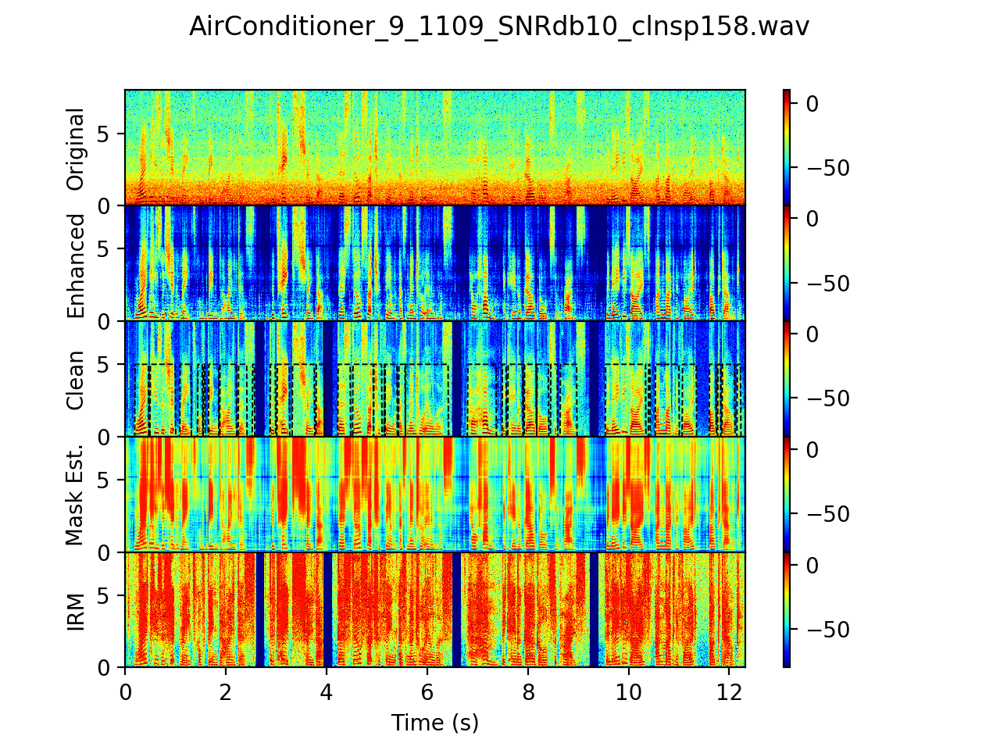 AirConditioner_9_1109_SNRdb10_clnsp158.wav
Original
5
0
0
−50
Enhanced
5
0
0
−50
Clean
5
0
0
−50
Mask Est.
5
0
0
−50
IRM
5
0
0
−50
0 2 4 6 8 10 12
Time (s)